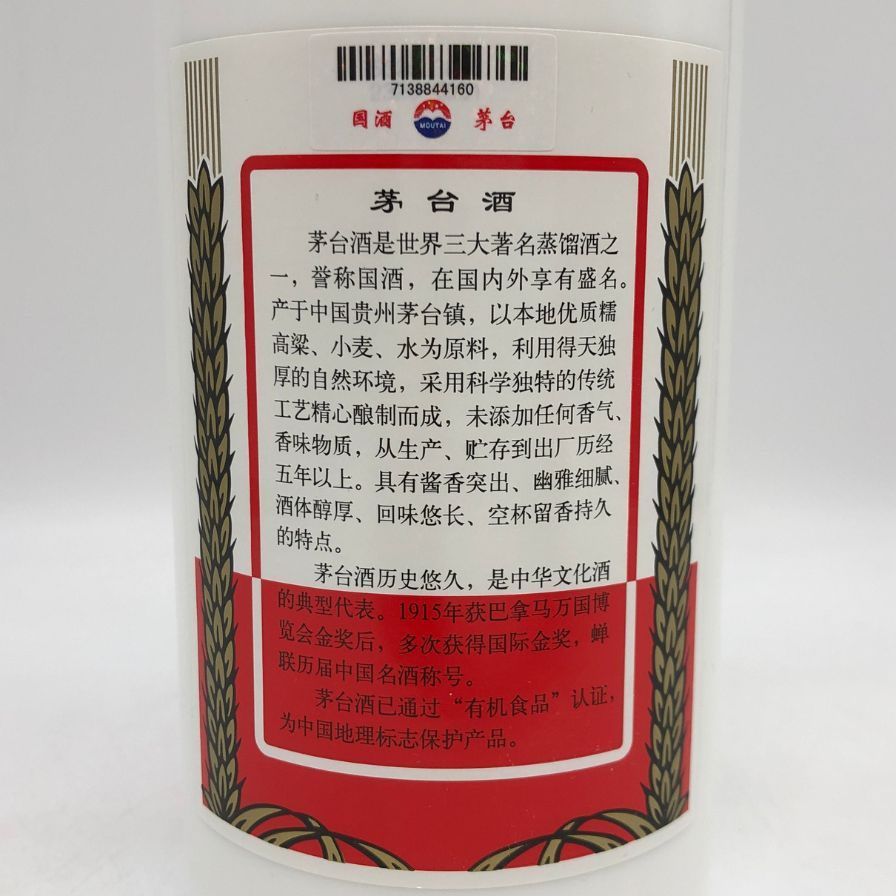 7138844160
国酒 MOUTAI 茅台
茅台酒
茅台酒是世界三大著名蒸馏酒之
一，誉称国酒，在国内外享有盛名。
产于中国贵州茅台镇，以本地优质糯
高粱、小麦、水为原料，利用得天独
厚的自然环境，采用科学独特的传统
工艺精心酿制而成，未添加任何香气、
香味物质，从生产、贮存到出厂历经
五年以上。具有酱香突出、幽雅细腻、
酒体醇厚、回味悠长、空杯留香持久
的特点。
茅台酒历史悠久，是中华文化酒
的典型代表。1915年获巴拿马万国博
览会金奖后，多次获得国际金奖，蝉
联历届中国名酒称号。
茅台酒已通过“有机食品”认证，
为中国地理标志保护产品。